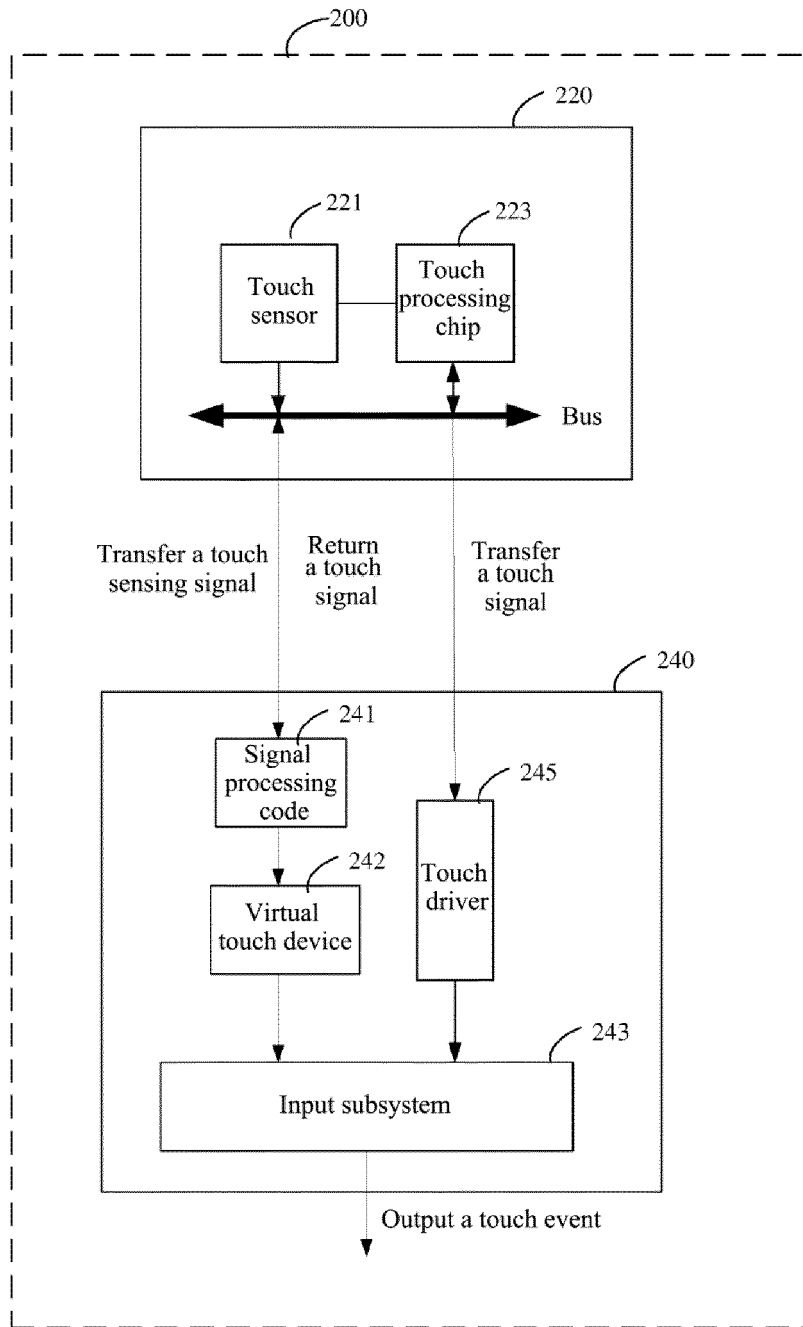 200
220
221
223
Touch
sensor
Touch
processing
chip
Bus
Transfer a touch
sensing signal
Return
a touch
signal
Transfer
a touch
signal
240
241
Signal
processing
code
245
242
Virtual
touch device
Touch
driver
243
Input subsystem
Output a touch event